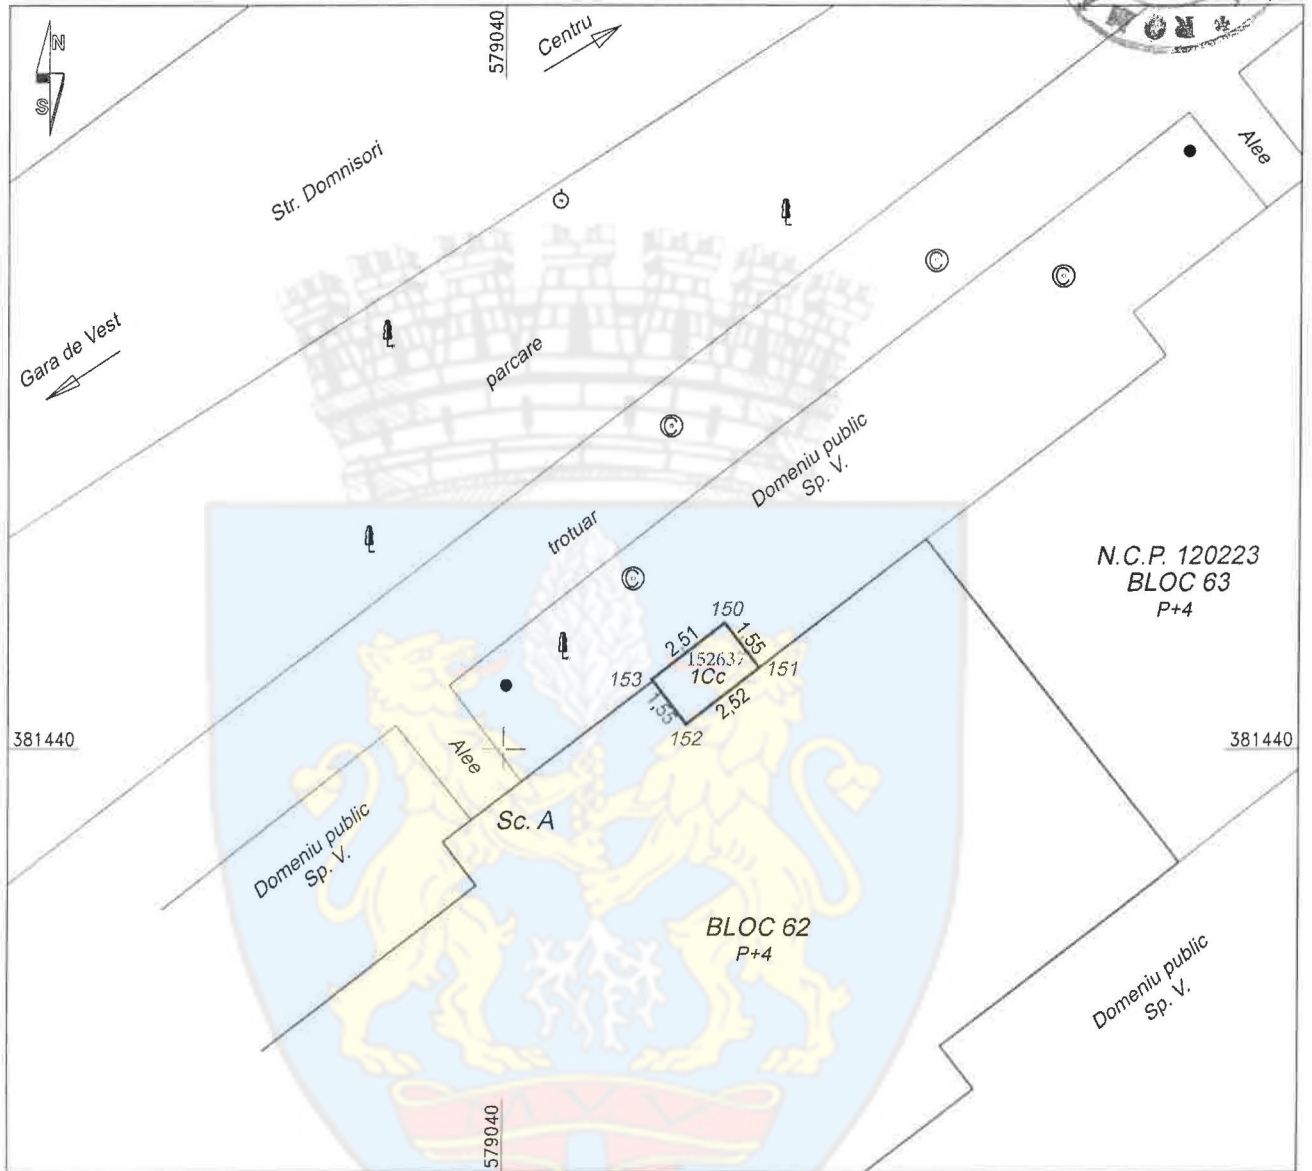 N
S
579040
Centru
ROM
Alee
Str. Domnisori
Gara de Vest
parcare
Domeniu public
Sp. V.
trotuar
N.C.P. 120223
BLOC 63
P+4
150
2,51
1,55
152637
1Cc
153
151
1,55
2,52
152
381440
381440
Alee
Sc. A
Domeniu public
Sp. V.
BLOC 62
P+4
Domeniu public
Sp. V.
579040